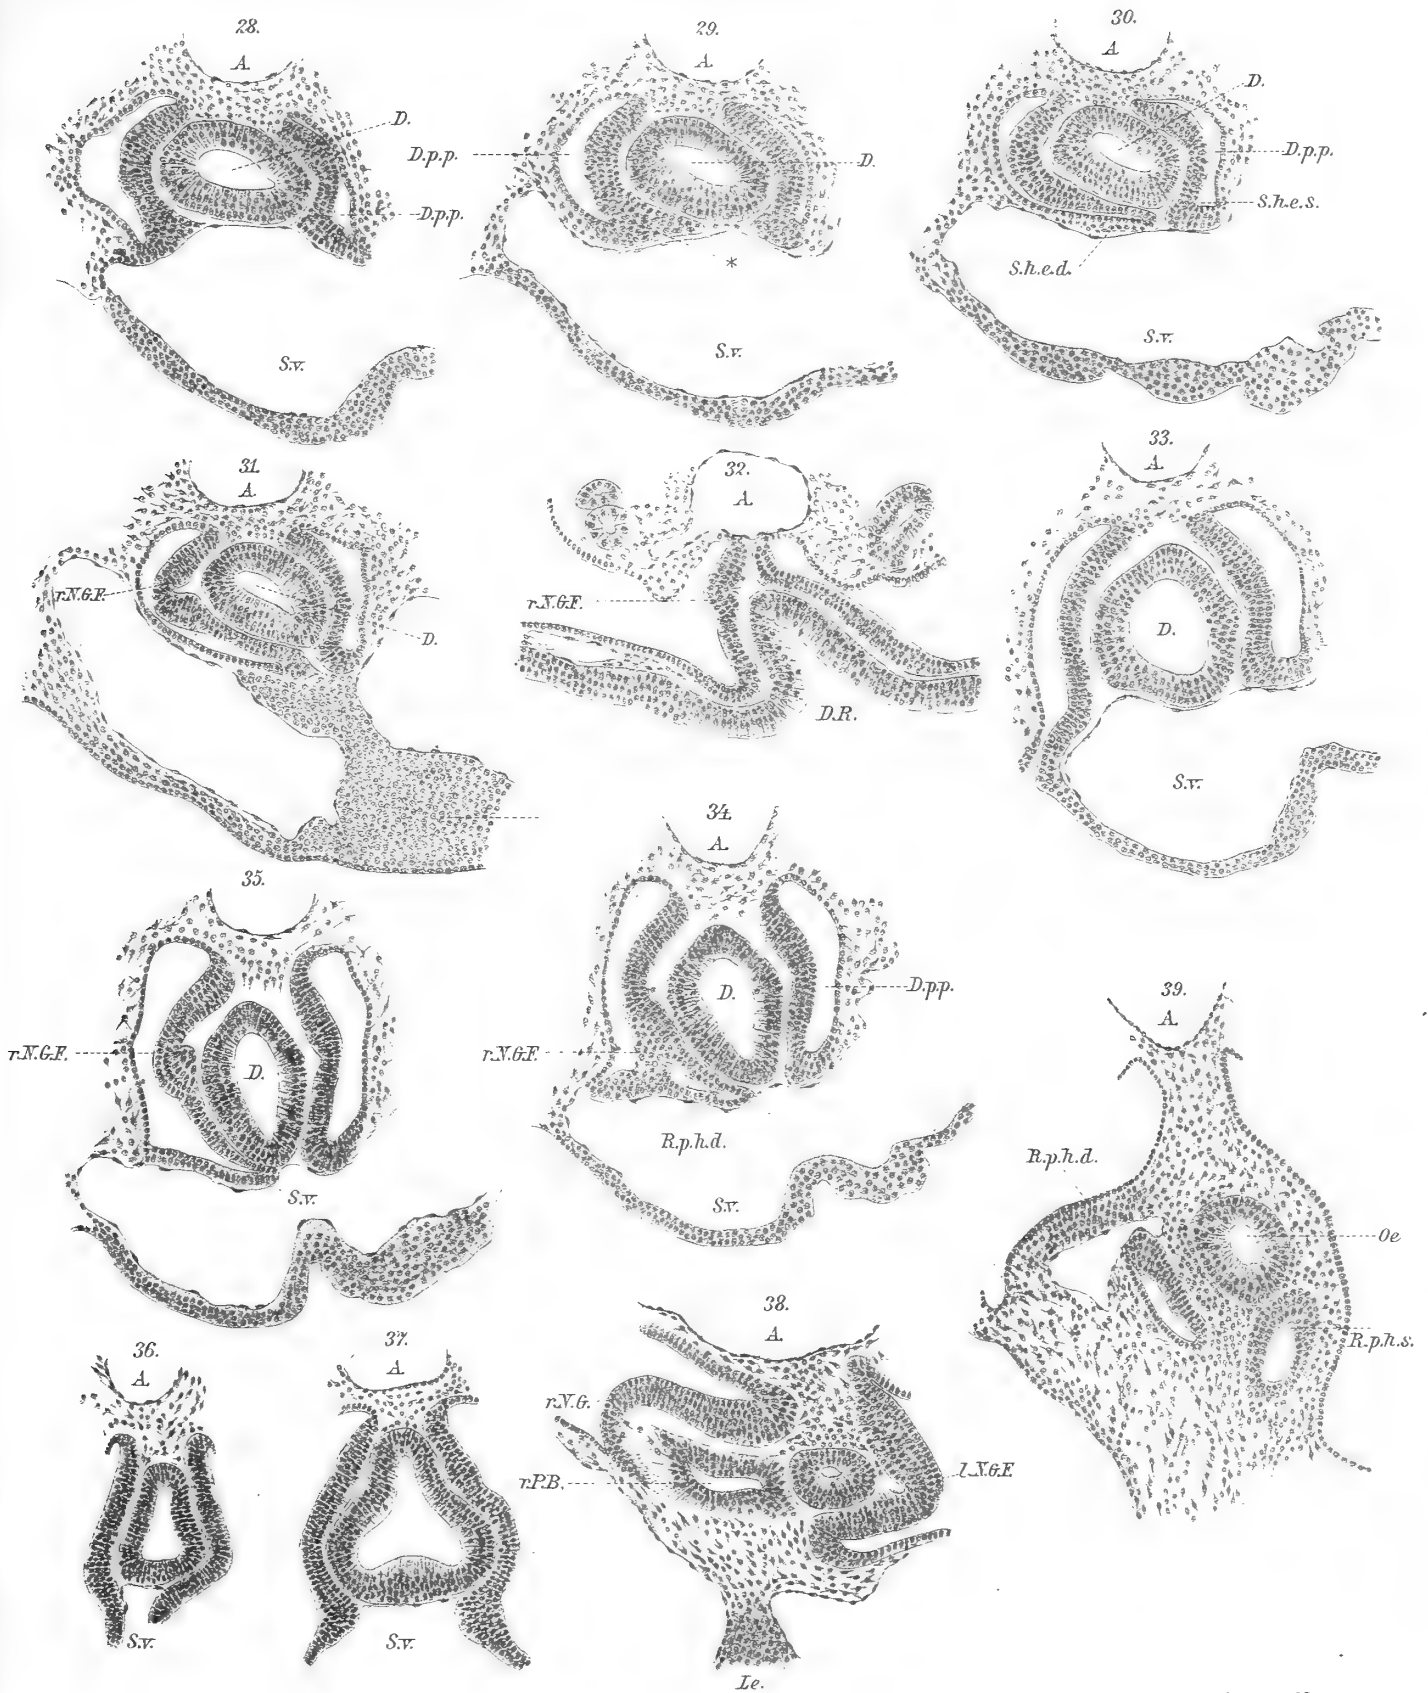 28.
A.
D.
D.p.p.
29.
A.
D.p.p.
D.
*
S.v.
S.v.
30.
A.
D.
D.p.p.
S.h.e.s.
S.h.e.d.
S.v.
31.
A.
r.N.G.F.
D.
32.
A.
r.N.G.F.
D.R.
33.
A.
D.
S.v.
34.
A.
D.
D.p.p.
r.N.G.F.
R.p.h.d.
S.v.
35.
r.N.G.F.
D.
S.v.
36.
A.
S.v.
37.
A.
S.v.
38.
A.
r.N.G.
r.P.B.
l.N.G.F.
Le.
39.
A.
R.p.h.d.
Oe
R.p.h.s.